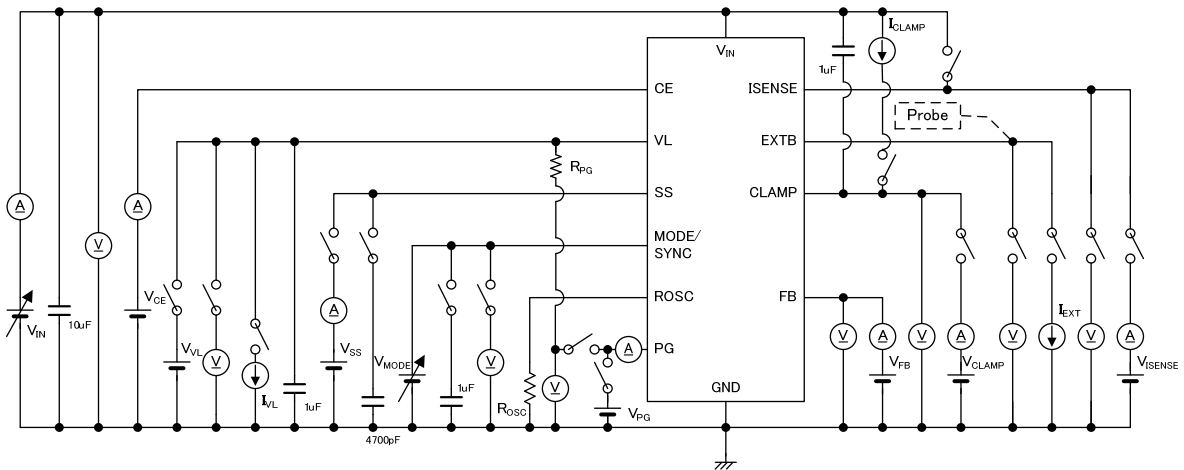 I_CLAMP
V_IN
1uF
CE
ISENSE
Probe
VL
EXTB
R_PG
SS
CLAMP
A
A
MODE/
SYNC
V
ROSC
FB
V_CE
V_IN
10uF
A
I_EXT
V_VL
V
V_SS
V_MODE
V
A
PG
V
A
V
A
V
V
A
I_VL
1uF
1uF
V
R_OSC
V
V_PG
GND
V_FB
V_CLAMP
V_ISENSE
4700pF